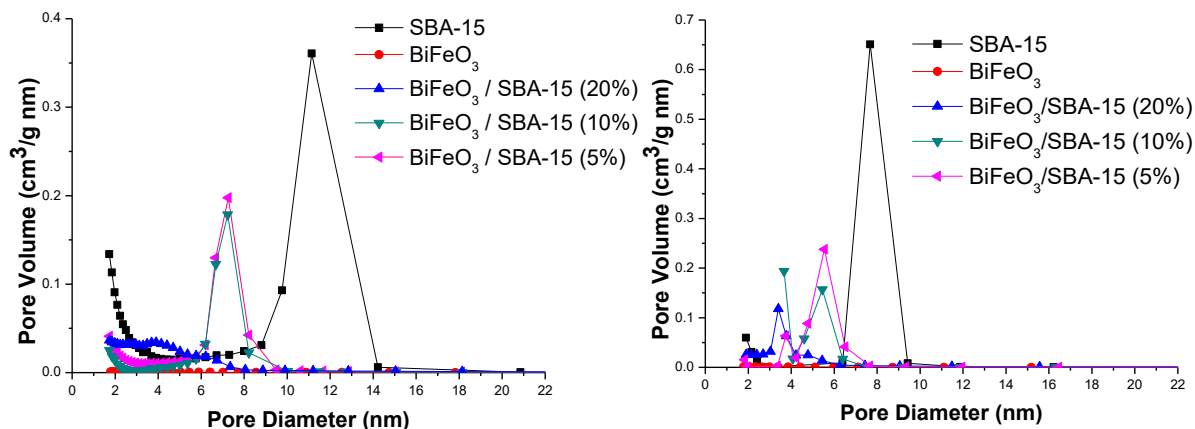 0.4
0.3
0.2
0.1
0.0
Pore Volume (cm³/g nm)
SBA-15
BiFeO₃
BiFeO₃ / SBA-15 (20%)
BiFeO₃ / SBA-15 (10%)
BiFeO₃ / SBA-15 (5%)
0 2 4 6 8 10 12 14 16 18 20 22
Pore Diameter (nm)
0.7
0.6
0.5
0.4
0.3
0.2
0.1
0.0
Pore Volume (cm³/g nm)
SBA-15
BiFeO₃
BiFeO₃/SBA-15 (20%)
BiFeO₃/SBA-15 (10%)
BiFeO₃/SBA-15 (5%)
0 2 4 6 8 10 12 14 16 18 20 22
Pore Diameter (nm)